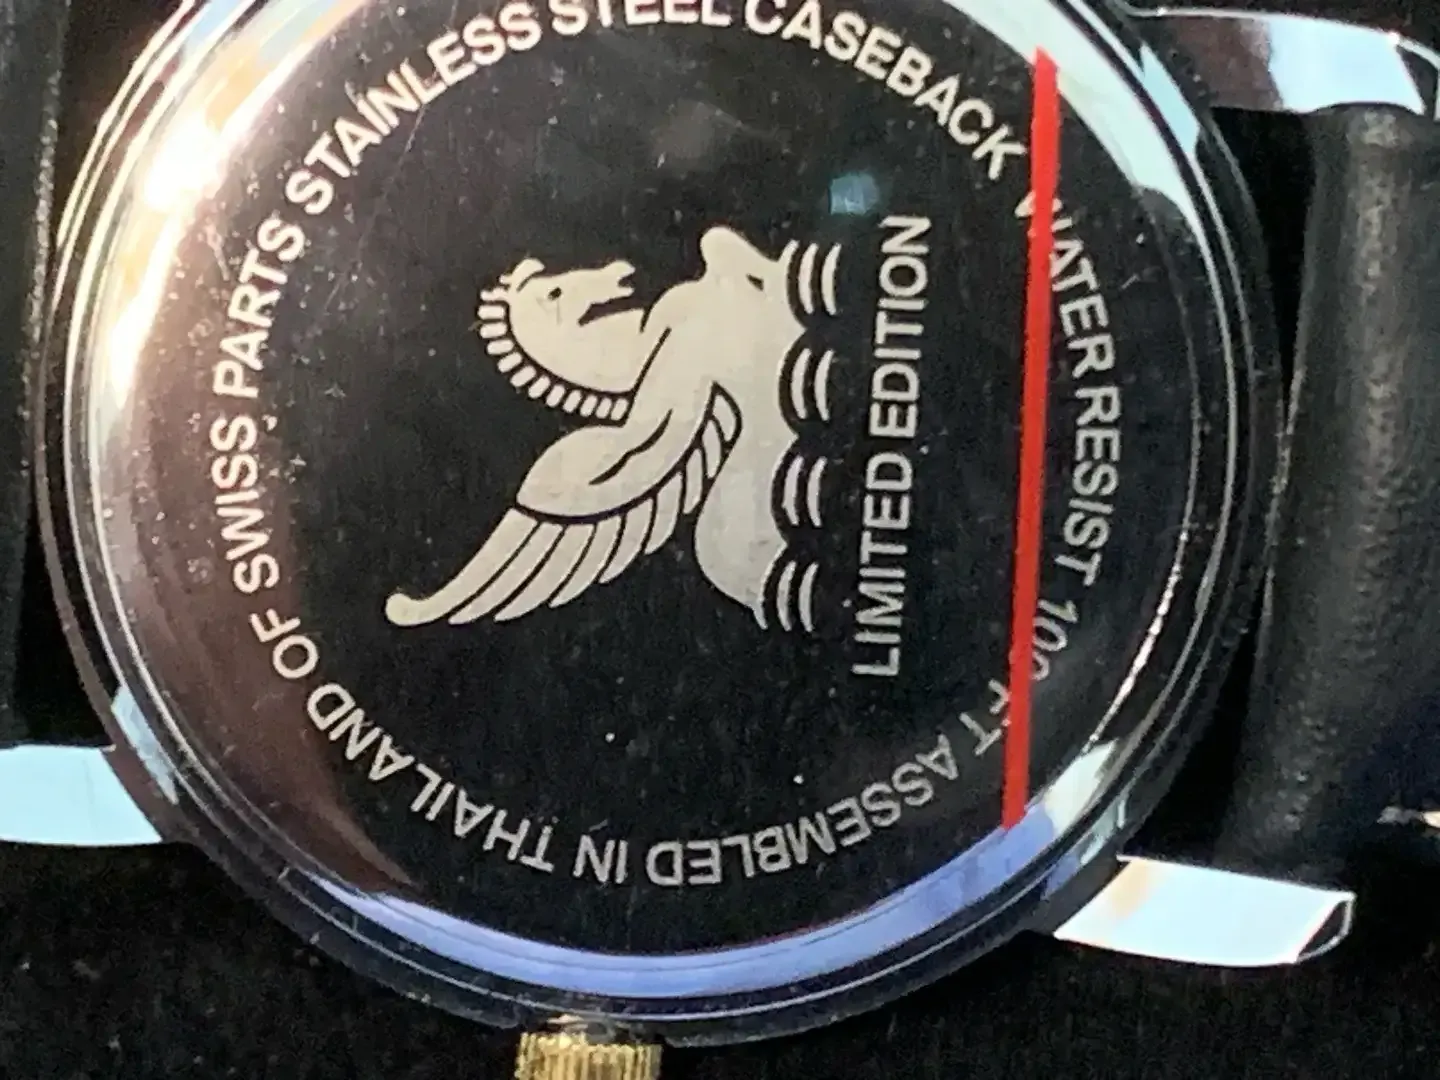 STAINLESS STEEL CASEBACK WATER RESIST 100 FT ASSEMBLED IN THAILAND OF SWISS PARTS
LIMITED EDITION